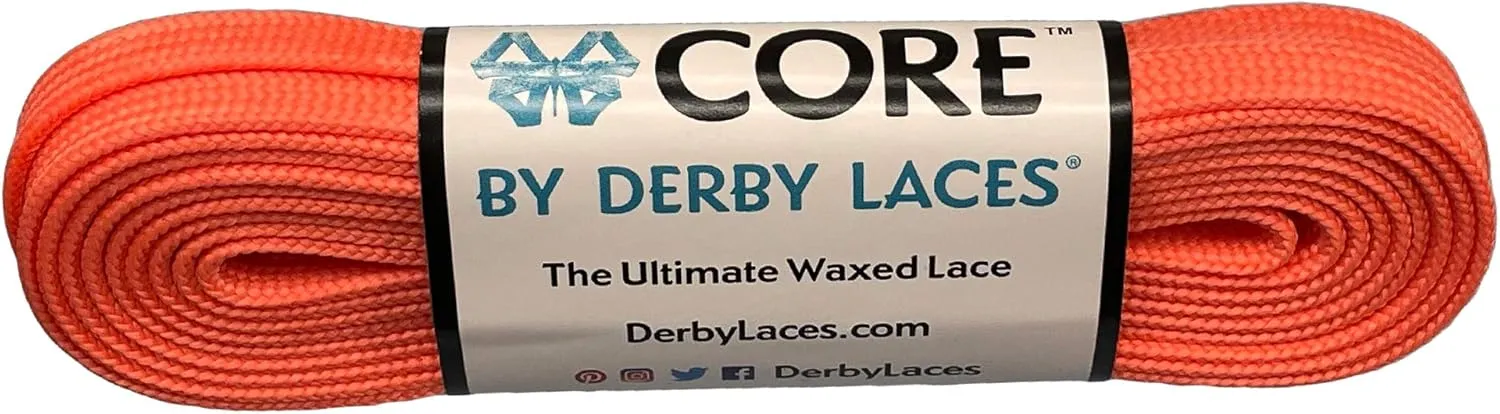 CORE™
BY DERBY LACES®
The Ultimate Waxed Lace
DerbyLaces.com
DerbyLaces